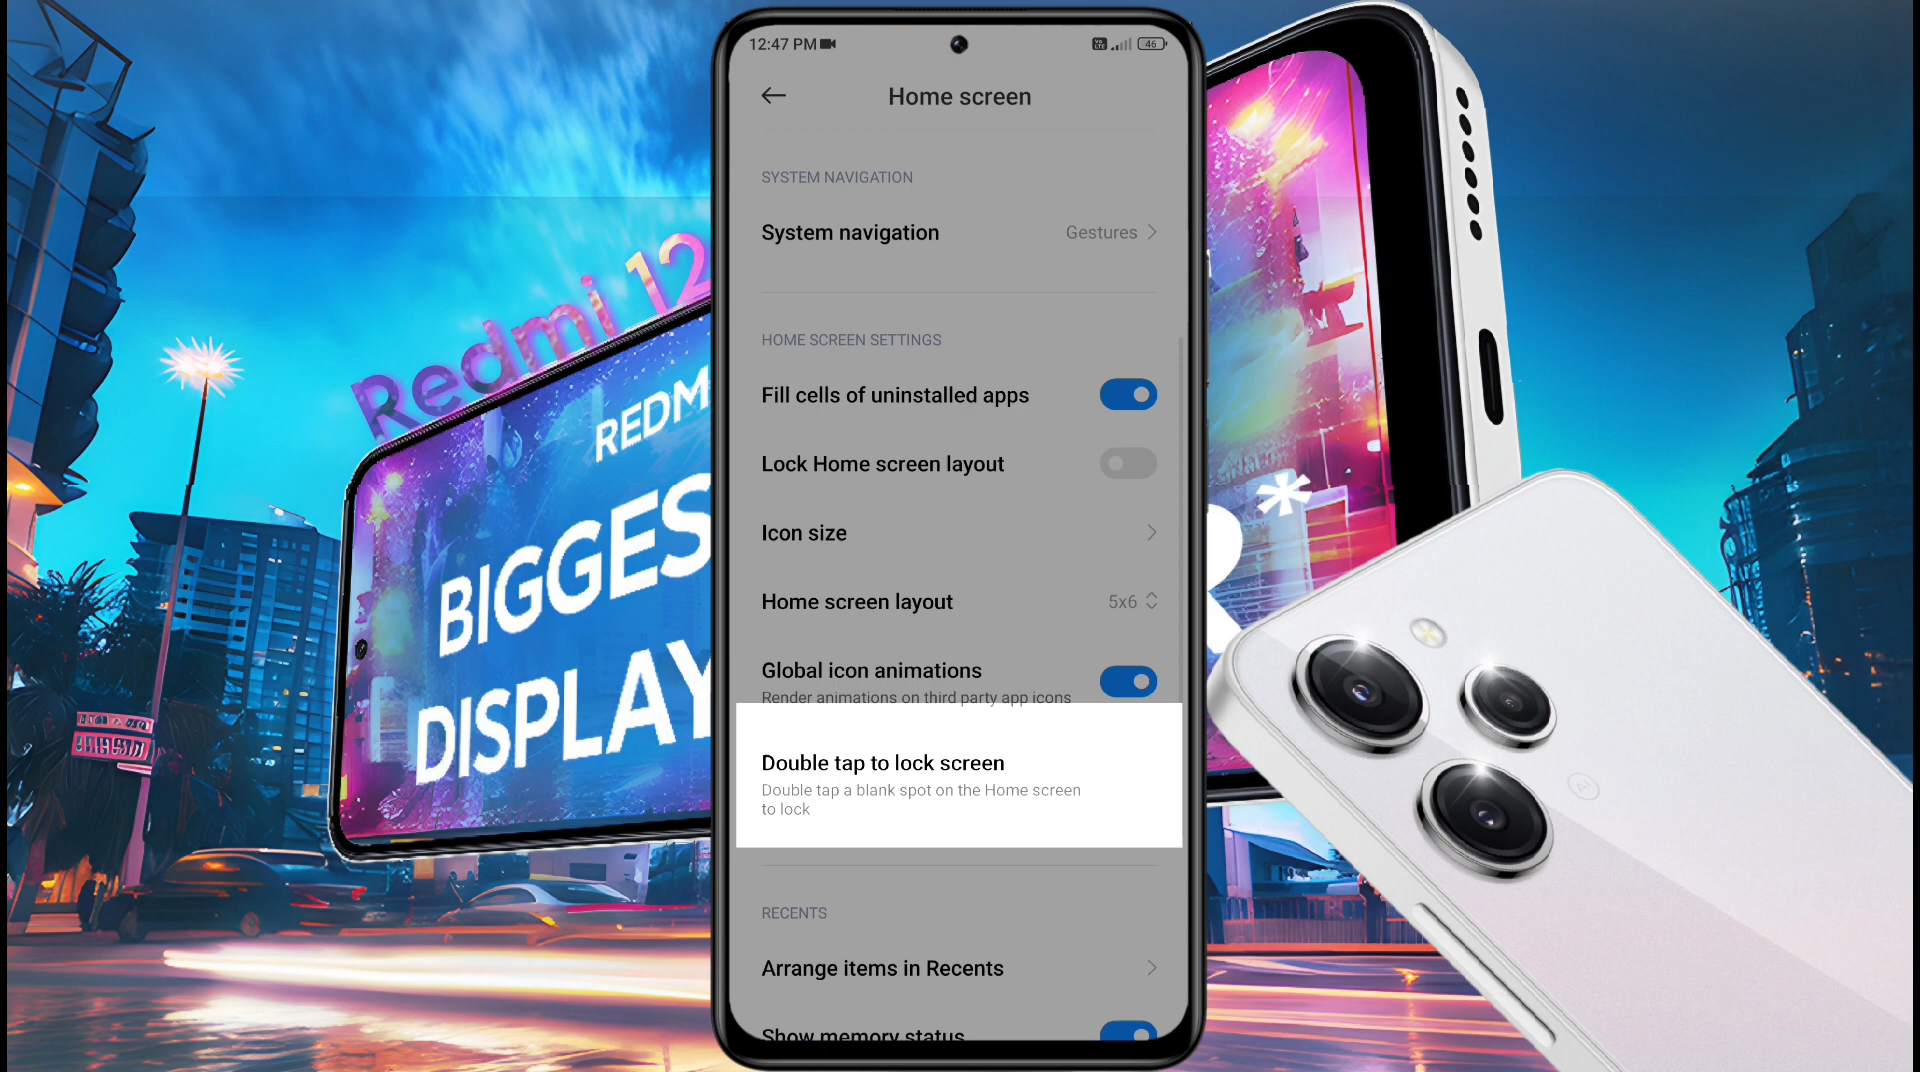 12:47 PM
Vo
LTE
46
Home screen
SYSTEM NAVIGATION
System navigation
Gestures
HOME SCREEN SETTINGS
Fill cells of uninstalled apps
Lock Home screen layout
Icon size
Home screen layout
5x6
Global icon animations
Render animations on third party app icons
Double tap to lock screen
Double tap a blank spot on the Home screen
to lock
RECENTS
Arrange items in Recents
Show memory status
Redmi 12
REDM
BIGGES
DISPLAY
R*